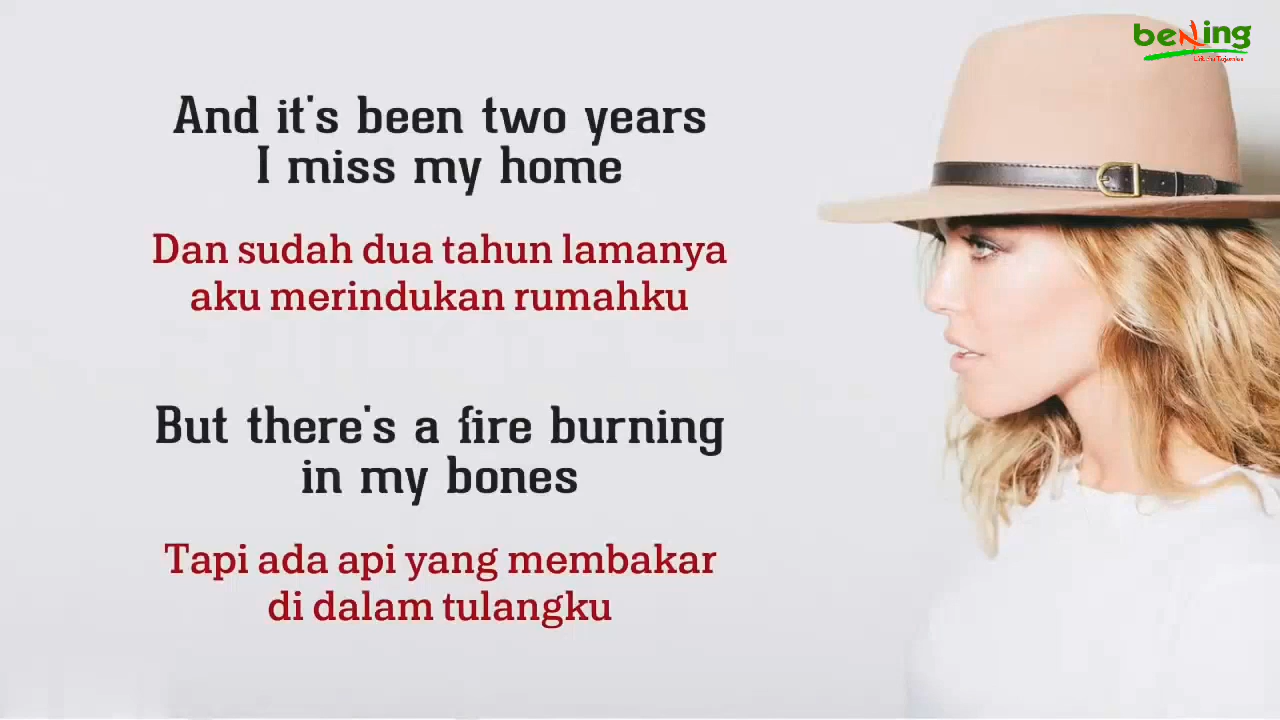 beNing
And it's been two years
I miss my home
Dan sudah dua tahun lamanya
aku merindukan rumahku
But there's a fire burning
in my bones
Tapi ada api yang membakar
di dalam tulangku